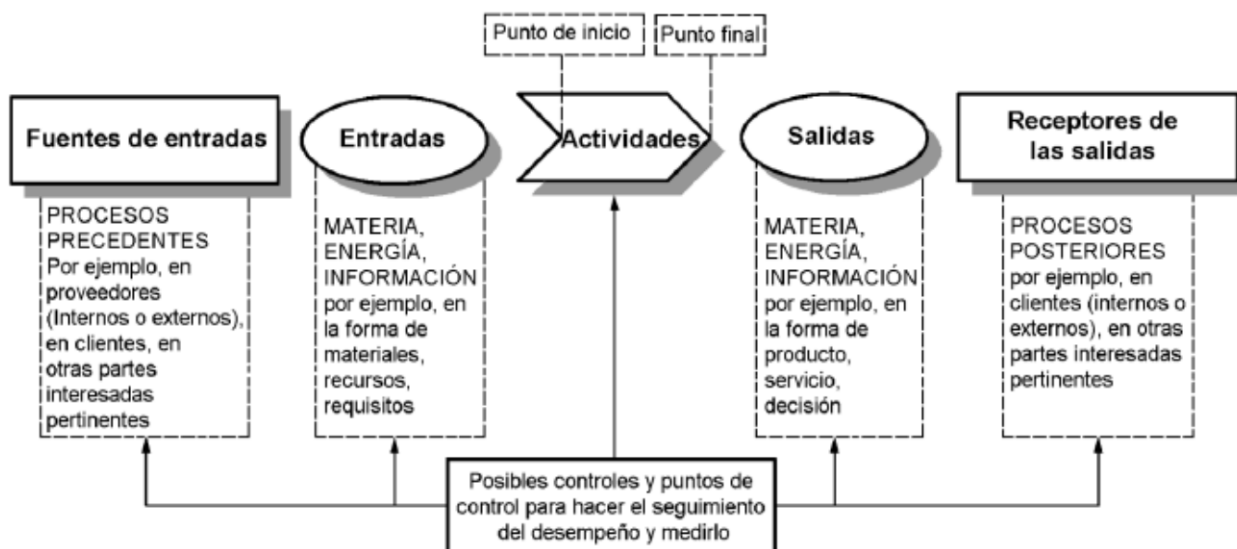 Punto de inicio
Punto final
Fuentes de entradas
Entradas
Actividades
Salidas
Receptores de
las salidas
PROCESOS
PRECEDENTES
Por ejemplo, en
proveedores
(Internos o externos),
en clientes, en
otras partes
interesadas
pertinentes
MATERIA,
ENERGÍA,
INFORMACIÓN
por ejemplo, en
la forma de
materiales,
recursos,
requisitos
MATERIA,
ENERGÍA,
INFORMACIÓN
por ejemplo, en
la forma de
producto,
servicio,
decisión
PROCESOS
POSTERIORES
por ejemplo, en
clientes (internos o
externos), en otras
partes interesadas
pertinentes
Posibles controles y puntos de
control para hacer el seguimiento
del desempeño y medirlo